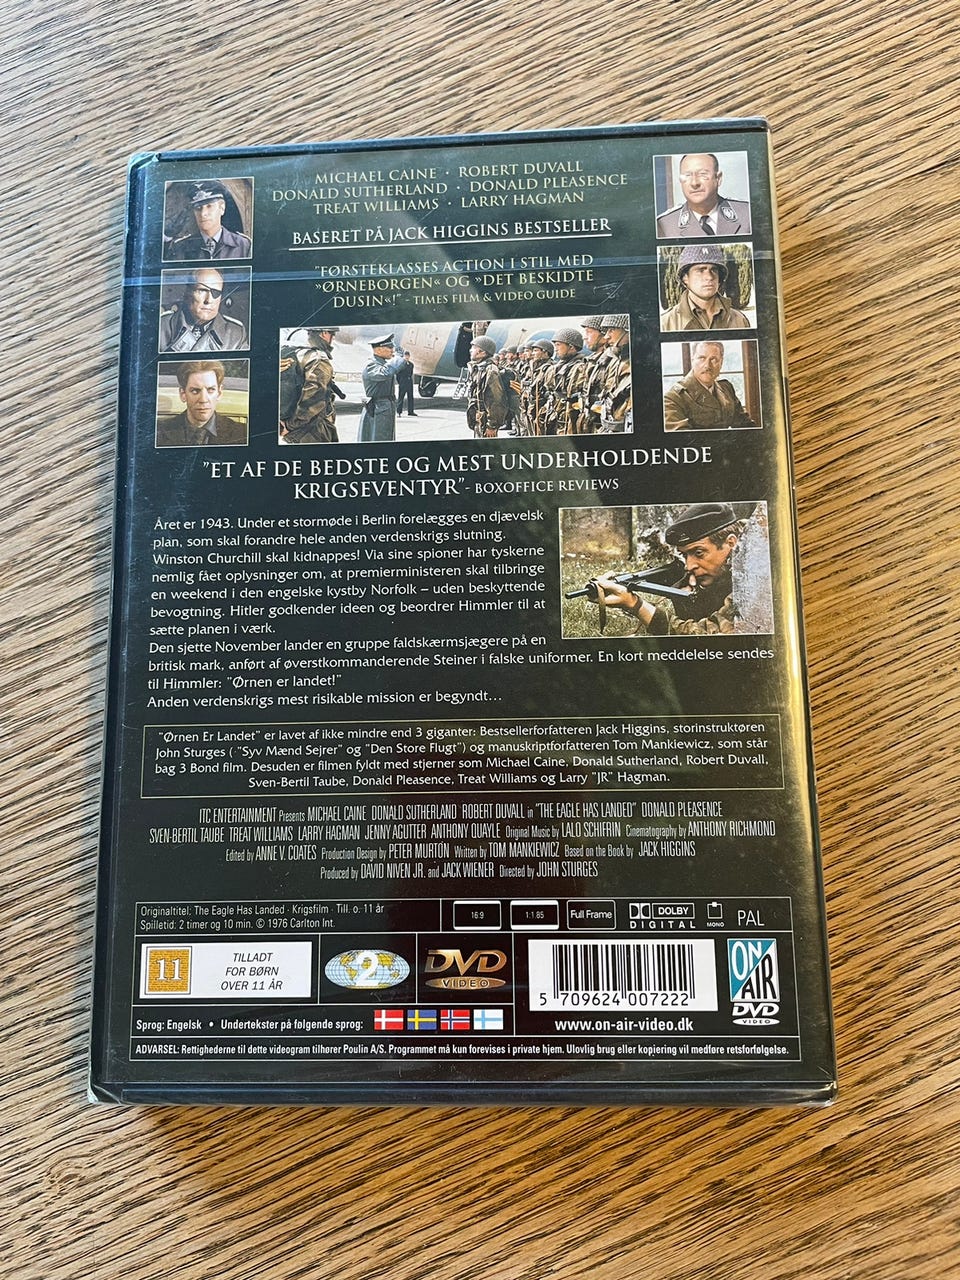 MICHAEL CAINE · ROBERT DUVALL
DONALD SUTHERLAND · DONALD PLEASENCE
TREAT WILLIAMS · LARRY HAGMAN
BASERET PÅ JACK HIGGINS BESTSELLER
"FØRSTEKLASSES ACTION I STIL MED
»ØRNEBORGEN« OG »DET BESKIDTE
DUSIN«!" - TIMES FILM & VIDEO GUIDE
"ET AF DE BEDSTE OG MEST UNDERHOLDENDE
KRIGSEVENTYR"- BOXOFFICE REVIEWS
Året er 1943. Under et stormøde i Berlin forelægges en djævelsk
plan, som skal forandre hele anden verdenskrigs slutning.
Winston Churchill skal kidnappes! Via sine spioner har tyskerne
nemlig fået oplysninger om, at premierministeren skal tilbringe
en weekend i den engelske kystby Norfolk – uden beskyttende
bevogtning. Hitler godkender ideen og beordrer Himmler til at
sætte planen i værk.
Den sjette November lander en gruppe faldskærmsjægere på en
britisk mark, anført af øverstkommanderende Steiner i falske uniformer. En kort meddelelse sendes
til Himmler: "Ørnen er landet!"
Anden verdenskrigs mest risikable mission er begyndt...
"Ørnen Er Landet" er lavet af ikke mindre end 3 giganter: Bestsellerforfatteren Jack Higgins, storinstruktøren
John Sturges ( "Syv Mænd Sejrer" og "Den Store Flugt") og manuskriptforfatteren Tom Mankiewicz, som står
bag 3 Bond film. Desuden er filmen fyldt med stjerner som Michael Caine, Donald Sutherland, Robert Duvall,
Sven-Bertil Taube, Donald Pleasence, Treat Williams og Larry "JR" Hagman.
ITC ENTERTAINMENT Presents MICHAEL CAINE DONALD SUTHERLAND ROBERT DUVALL in "THE EAGLE HAS LANDED" DONALD PLEASENCE
SVEN-BERTIL TAUBE TREAT WILLIAMS LARRY HAGMAN JENNY AGUTTER ANTHONY QUAYLE Original Music by LALO SCHIFRIN Cinematography by ANTHONY RICHMOND
Edited by ANNE V. COATES Production Design by PETER MURTON Written by TOM MANKIEWICZ Based on the Book by JACK HIGGINS
Produced by DAVID NIVEN JR. and JACK WIENER Directed by JOHN STURGES
Originaltitel: The Eagle Has Landed · Krigsfilm · Till. o. 11 år
Spilletid: 2 timer og 10 min. © 1976 Carlton Int.
16:9
1:1.85
Full Frame
DOLBY
DIGITAL
MONO
PAL
11
TILLADT
FOR BØRN
OVER 11 ÅR
2
DVD
VIDEO
5 709624 007222
www.on-air-video.dk
ON
AIR
DVD
VIDEO
Sprog: Engelsk • Undertekster på følgende sprog:
ADVARSEL: Rettighederne til dette videogram tilhører Poulin A/S. Programmet må kun forevises i private hjem. Ulovlig brug eller kopiering vil medføre retsforfølgelse.